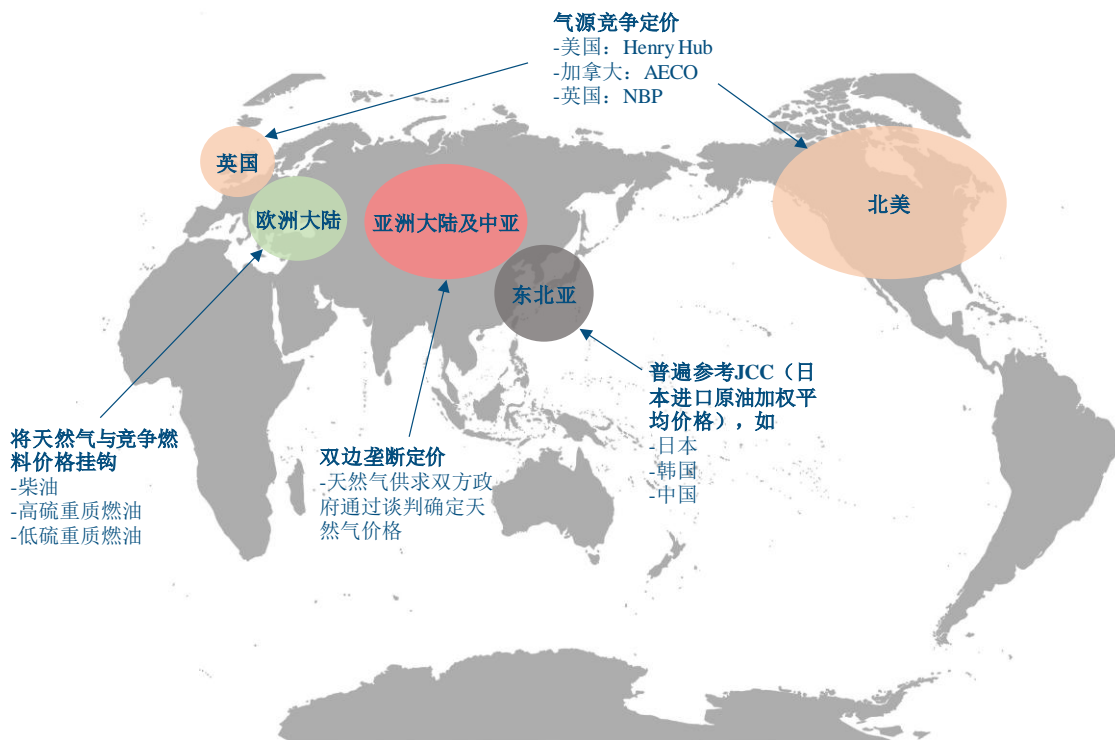 气源竞争定价
-美国：Henry Hub
-加拿大：AECO
-英国：NBP
英国
欧洲大陆
亚洲大陆及中亚
北美
东北亚
普遍参考JCC（日
本进口原油加权平
均价格），如
-日本
-韩国
-中国
将天然气与竞争燃
料价格挂钩
-柴油
-高硫重质燃油
-低硫重质燃油
双边垄断定价
-天然气供求双方政
府通过谈判确定天
然气价格